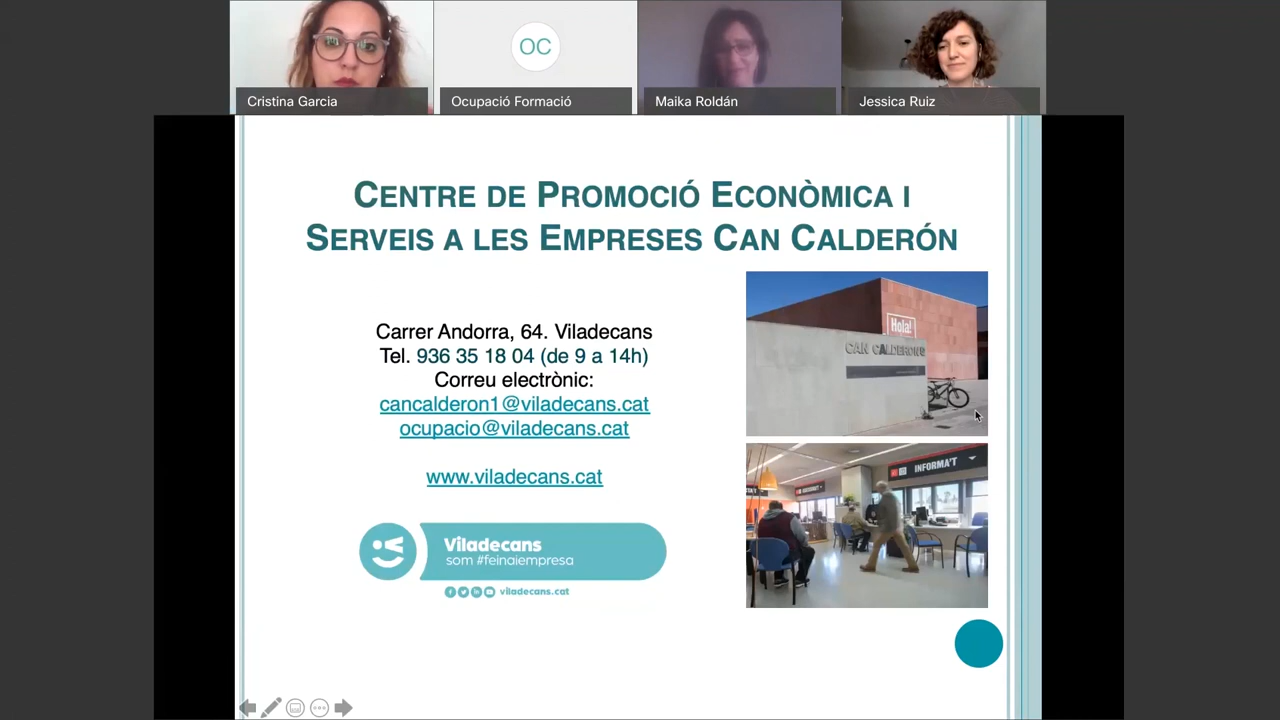 Cristina Garcia
OC
Ocupació Formació
Maika Roldán
Jessica Ruiz
CENTRE DE PROMOCIÓ ECONÒMICA I
SERVEIS A LES EMPRESES CAN CALDERÓN
Carrer Andorra, 64. Viladecans
Tel. 936 35 18 04 (de 9 a 14h)
Correu electrònic:
cancalderon1@viladecans.cat
ocupacio@viladecans.cat
www.viladecans.cat
Viladecans
som #feinaiempresa
viladecans.cat
Hola!
CAN CALDERON
INFORMA'T